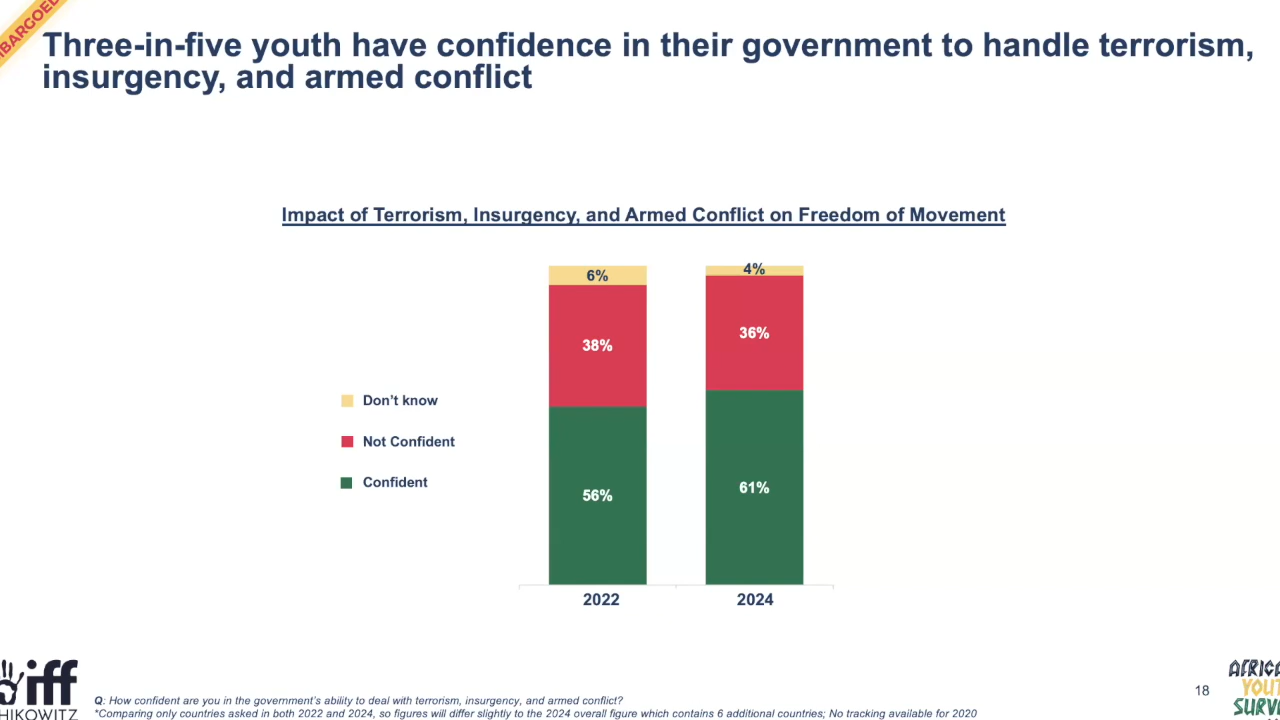 Three-in-five youth have confidence in their government to handle terrorism,
insurgency, and armed conflict
Impact of Terrorism, Insurgency, and Armed Conflict on Freedom of Movement
6%
4%
38%
36%
Don’t know
Not Confident
Confident
56%
61%
2022
2024
iff
HIKOWITZ
Q: How confident are you in the government’s ability to deal with terrorism, insurgency, and armed conflict?
*Comparing only countries asked in both 2022 and 2024, so figures will differ slightly to the 2024 overall figure which contains 6 additional countries; No tracking available for 2020
18
AFRICA
YOUT
SURVE